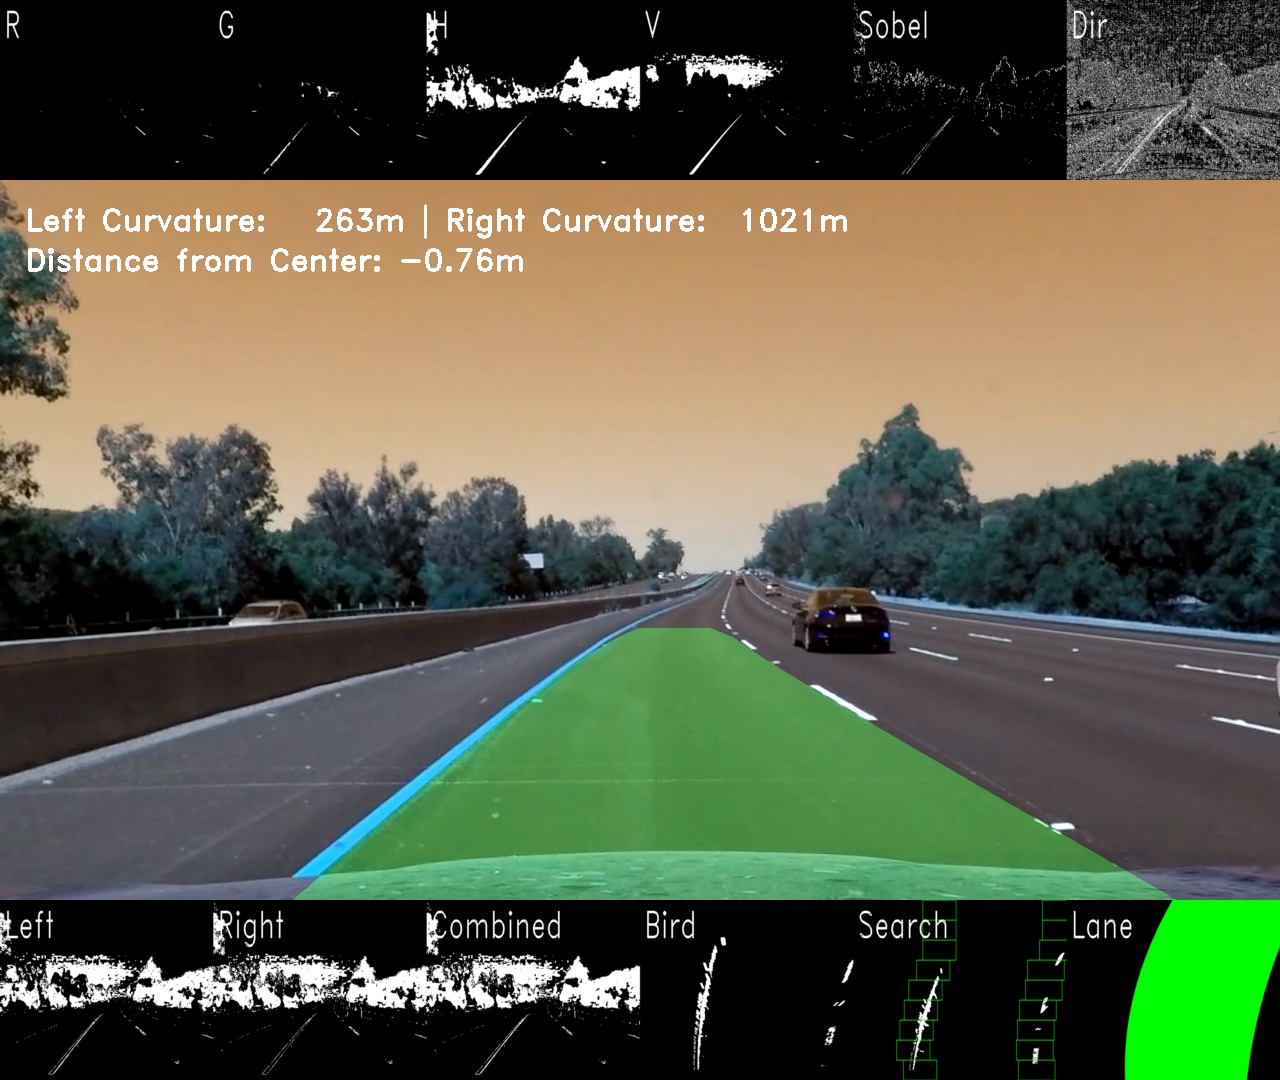 R G H V Sobel Dir
Left Curvature: 263m | Right Curvature: 1021m
Distance from Center: -0.76m
Left Right Combined Bird Search Lane